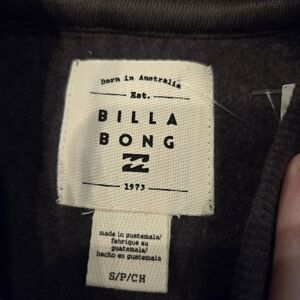 Born in Australia
Est.
BILLA
BONG
1973
made in guatemala/
fabriqué au
guatemala/
hecho en guatemala
S/P/CH